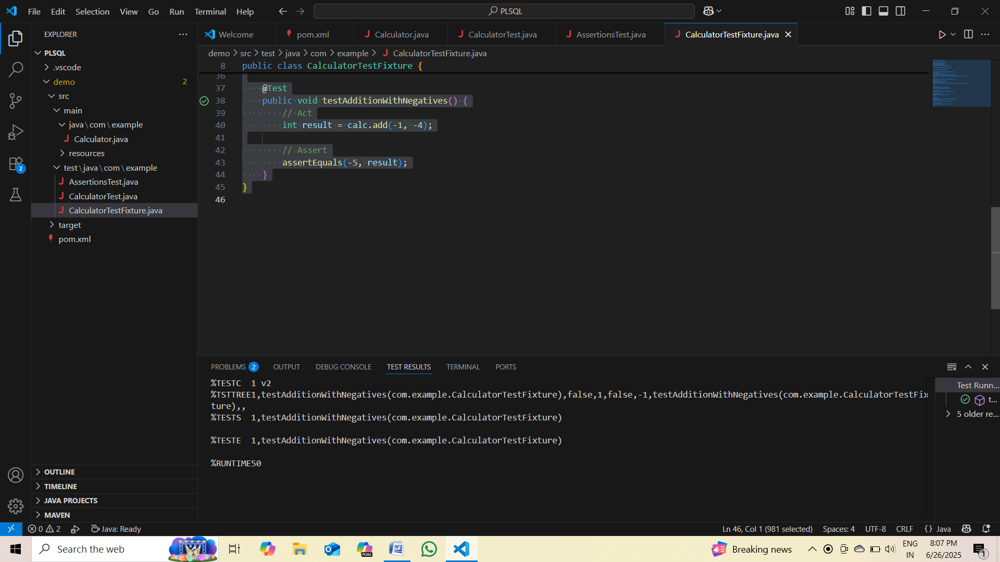 File Edit Selection View Go Run Terminal Help
PLSQL
EXPLORER
PLSQL
.vscode
demo 2
src
main
java\com\example
Calculator.java
resources
test\java\com\example
AssertionsTest.java
CalculatorTest.java
CalculatorTestFixture.java
target
pom.xml
OUTLINE
TIMELINE
JAVA PROJECTS
MAVEN
2
Welcome pom.xml Calculator.java CalculatorTest.java AssertionsTest.java CalculatorTestFixture.java
demo > src > test > java > com > example > CalculatorTestFixture.java
8 public class CalculatorTestFixture {
36
37 @Test
38 public void testAdditionWithNegatives() {
39 // Act
40 int result = calc.add(-1, -4);
41
42 // Assert
43 assertEquals(-5, result);
44 }
45 }
46
PROBLEMS 2 OUTPUT DEBUG CONSOLE TEST RESULTS TERMINAL PORTS
%TESTC 1 v2
%TSTTREE1,testAdditionWithNegatives(com.example.CalculatorTestFixture),false,1,false,-1,testAdditionWithNegatives(com.example.CalculatorTestFix
ture),,
%TESTS 1,testAdditionWithNegatives(com.example.CalculatorTestFixture)
%TESTE 1,testAdditionWithNegatives(com.example.CalculatorTestFixture)
%RUNTIME50
Test Runn...
t...
5 older re...
0 2 Java: Ready
Ln 46, Col 1 (981 selected) Spaces: 4 UTF-8 CRLF {} Java
Search the web
M365
Breaking news
ENG
IN
8:07 PM
6/26/2025
1